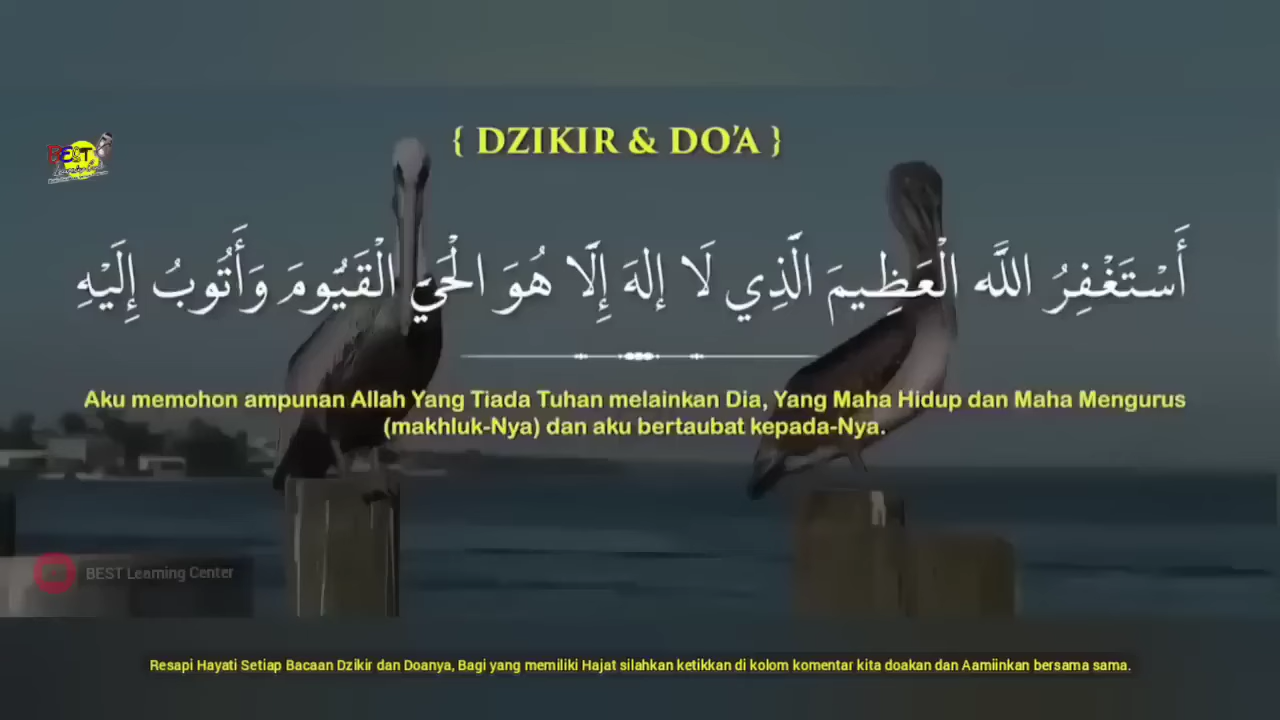 { DZIKIR & DO'A }
BEST
أَسْتَغْفِرُ اللَّه الْعَظِيمَ الَّذِي لَا إلهَ إِلَّا هُوَ الْحَيَّ الْقَيُّومَ وَأَتُوبُ إِلَيْهِ
Aku memohon ampunan Allah Yang Tiada Tuhan melainkan Dia, Yang Maha Hidup dan Maha Mengurus
(makhluk-Nya) dan aku bertaubat kepada-Nya.
BEST Learning Center
Resapi Hayati Setiap Bacaan Dzikir dan Doanya, Bagi yang memiliki Hajat silahkan ketikkan di kolom komentar kita doakan dan Aamiinkan bersama sama.